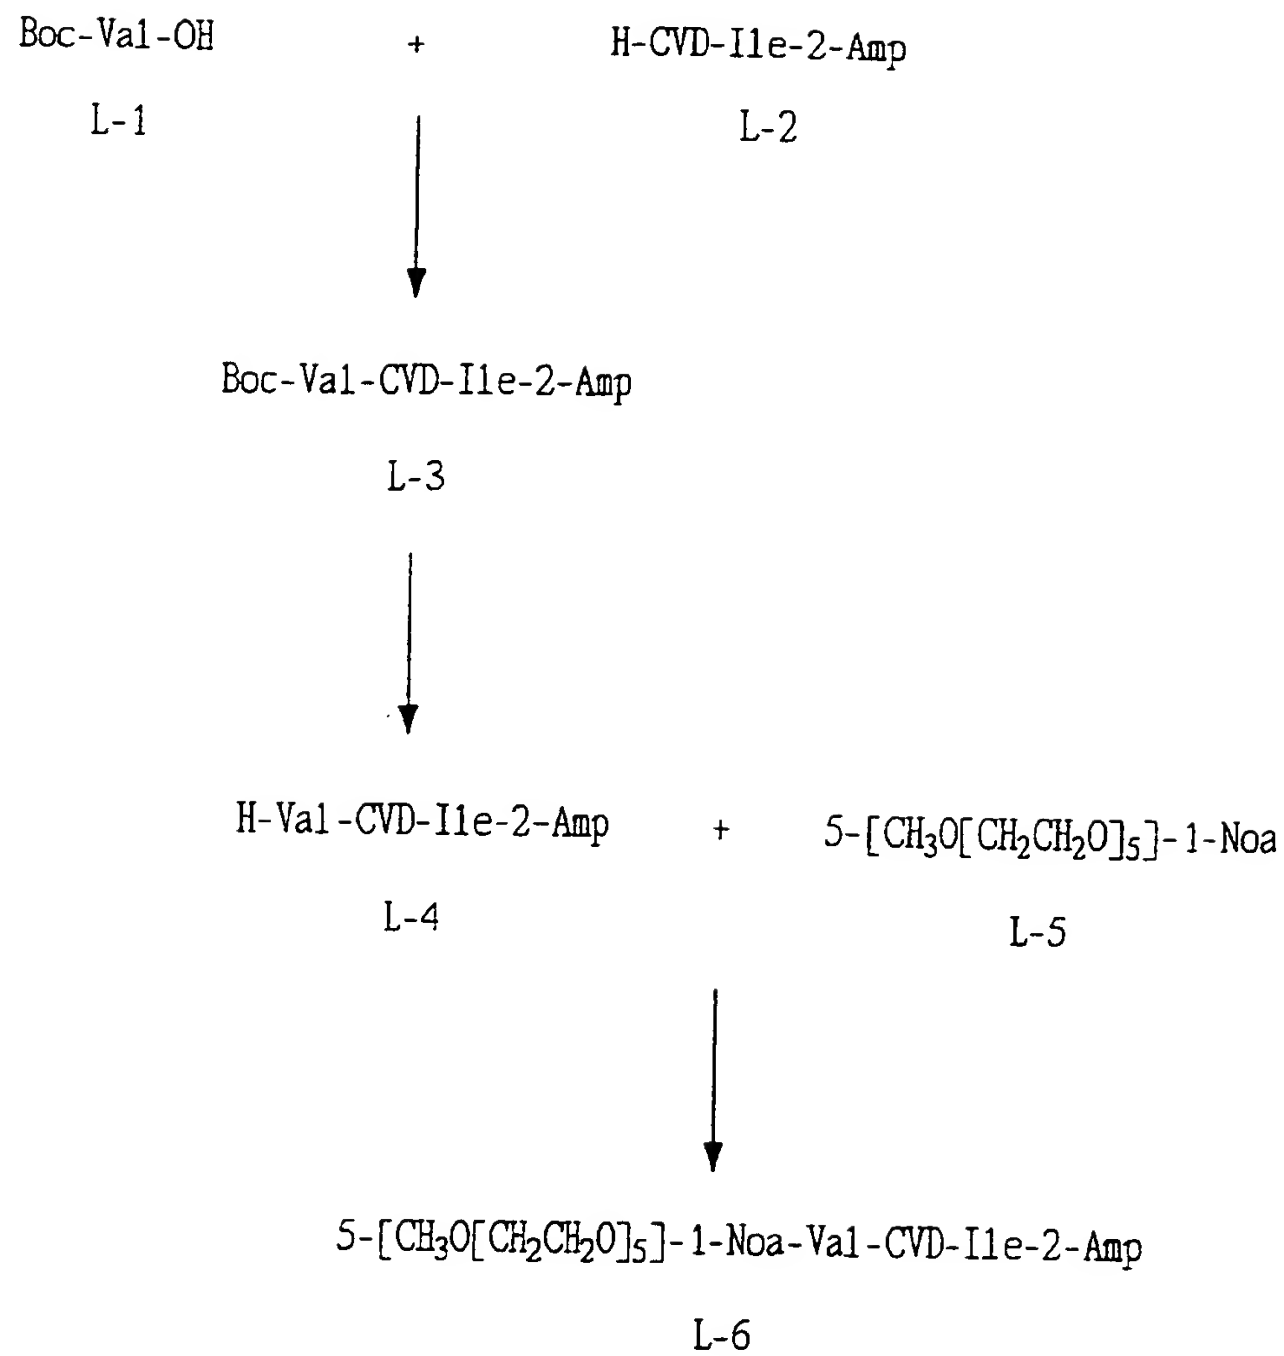 Boc-Val-OH + H-CVD-Ile-2-Amp
L-1 L-2
Boc-Val-CVD-Ile-2-Amp
L-3
H-Val-CVD-Ile-2-Amp + 5-[CH₃O[CH₂CH₂O]₅]-1-Noa
L-4 L-5
5-[CH₃O[CH₂CH₂O]₅]-1-Noa-Val-CVD-Ile-2-Amp
L-6